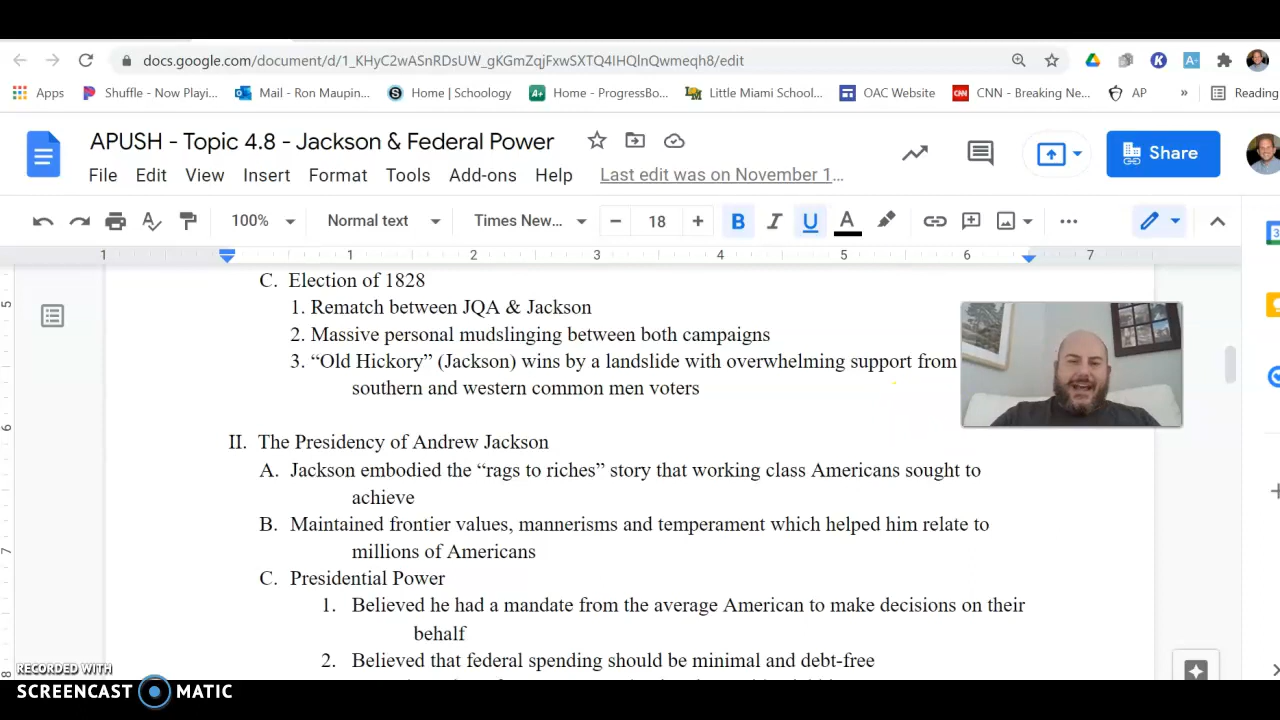 docs.google.com/document/d/1_KHyC2wASnRDsUW_gKGmZqjFxwSXTQ4IHQlnQwmeqh8/edit
Apps Shuffle - Now Playi... Mail - Ron Maupin... Home | Schoology Home - ProgressBo... Little Miami School... OAC Website CNN - Breaking Ne... AP » Reading
APUSH - Topic 4.8 - Jackson & Federal Power
Share
File Edit View Insert Format Tools Add-ons Help Last edit was on November 1...
100% Normal text Times New... 18 B I U A
1 1 2 3 4 5 6 7
C. Election of 1828
1. Rematch between JQA & Jackson
2. Massive personal mudslinging between both campaigns
3. “Old Hickory” (Jackson) wins by a landslide with overwhelming support from
southern and western common men voters
II. The Presidency of Andrew Jackson
A. Jackson embodied the “rags to riches” story that working class Americans sought to
achieve
B. Maintained frontier values, mannerisms and temperament which helped him relate to
millions of Americans
C. Presidential Power
1. Believed he had a mandate from the average American to make decisions on their
behalf
2. Believed that federal spending should be minimal and debt-free
RECORDED WITH
SCREENCAST MATIC